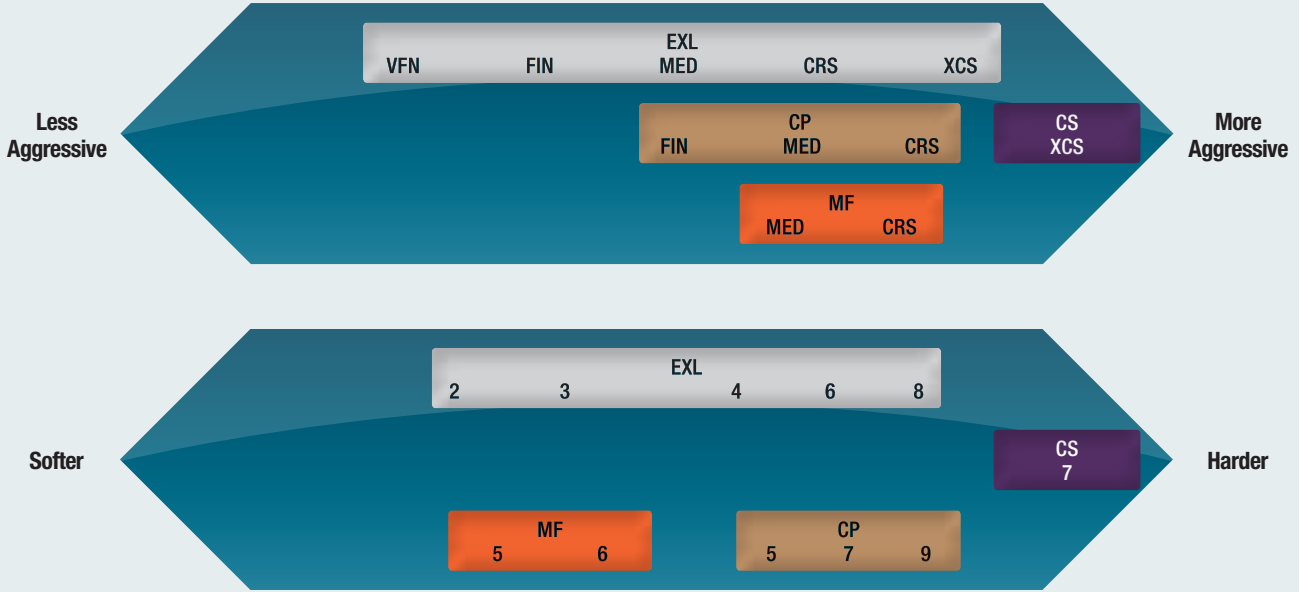 EXL
VFN FIN MED CRS XCS
Less
Aggressive
CP
FIN MED CRS
CS
XCS
More
Aggressive
MF
MED CRS
EXL
2 3 4 6 8
Softer
CS
7
Harder
MF
5 6
CP
5 7 9